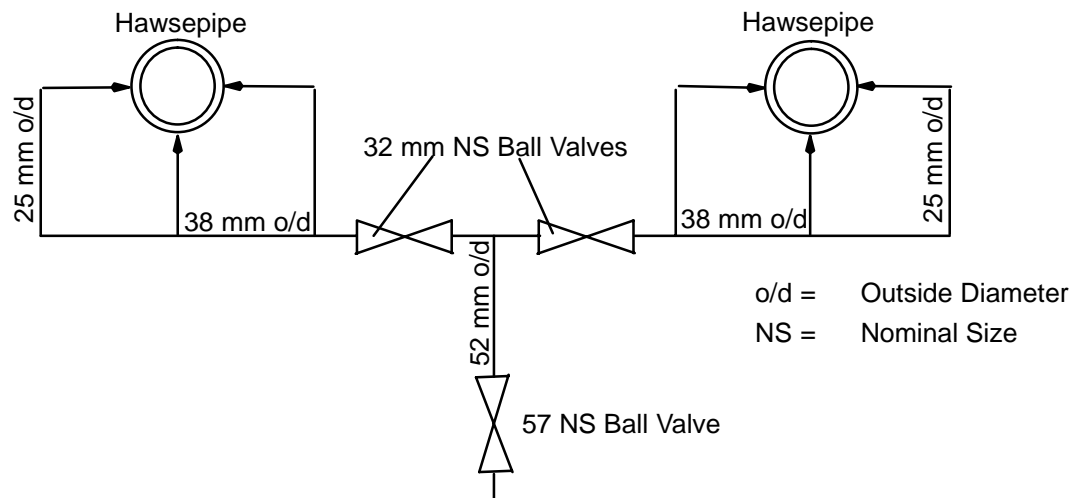 Hawsepipe
Hawsepipe
32 mm NS Ball Valves
25 mm o/d
38 mm o/d
38 mm o/d
25 mm o/d
52 mm o/d
o/d = Outside Diameter
NS = Nominal Size
57 NS Ball Valve